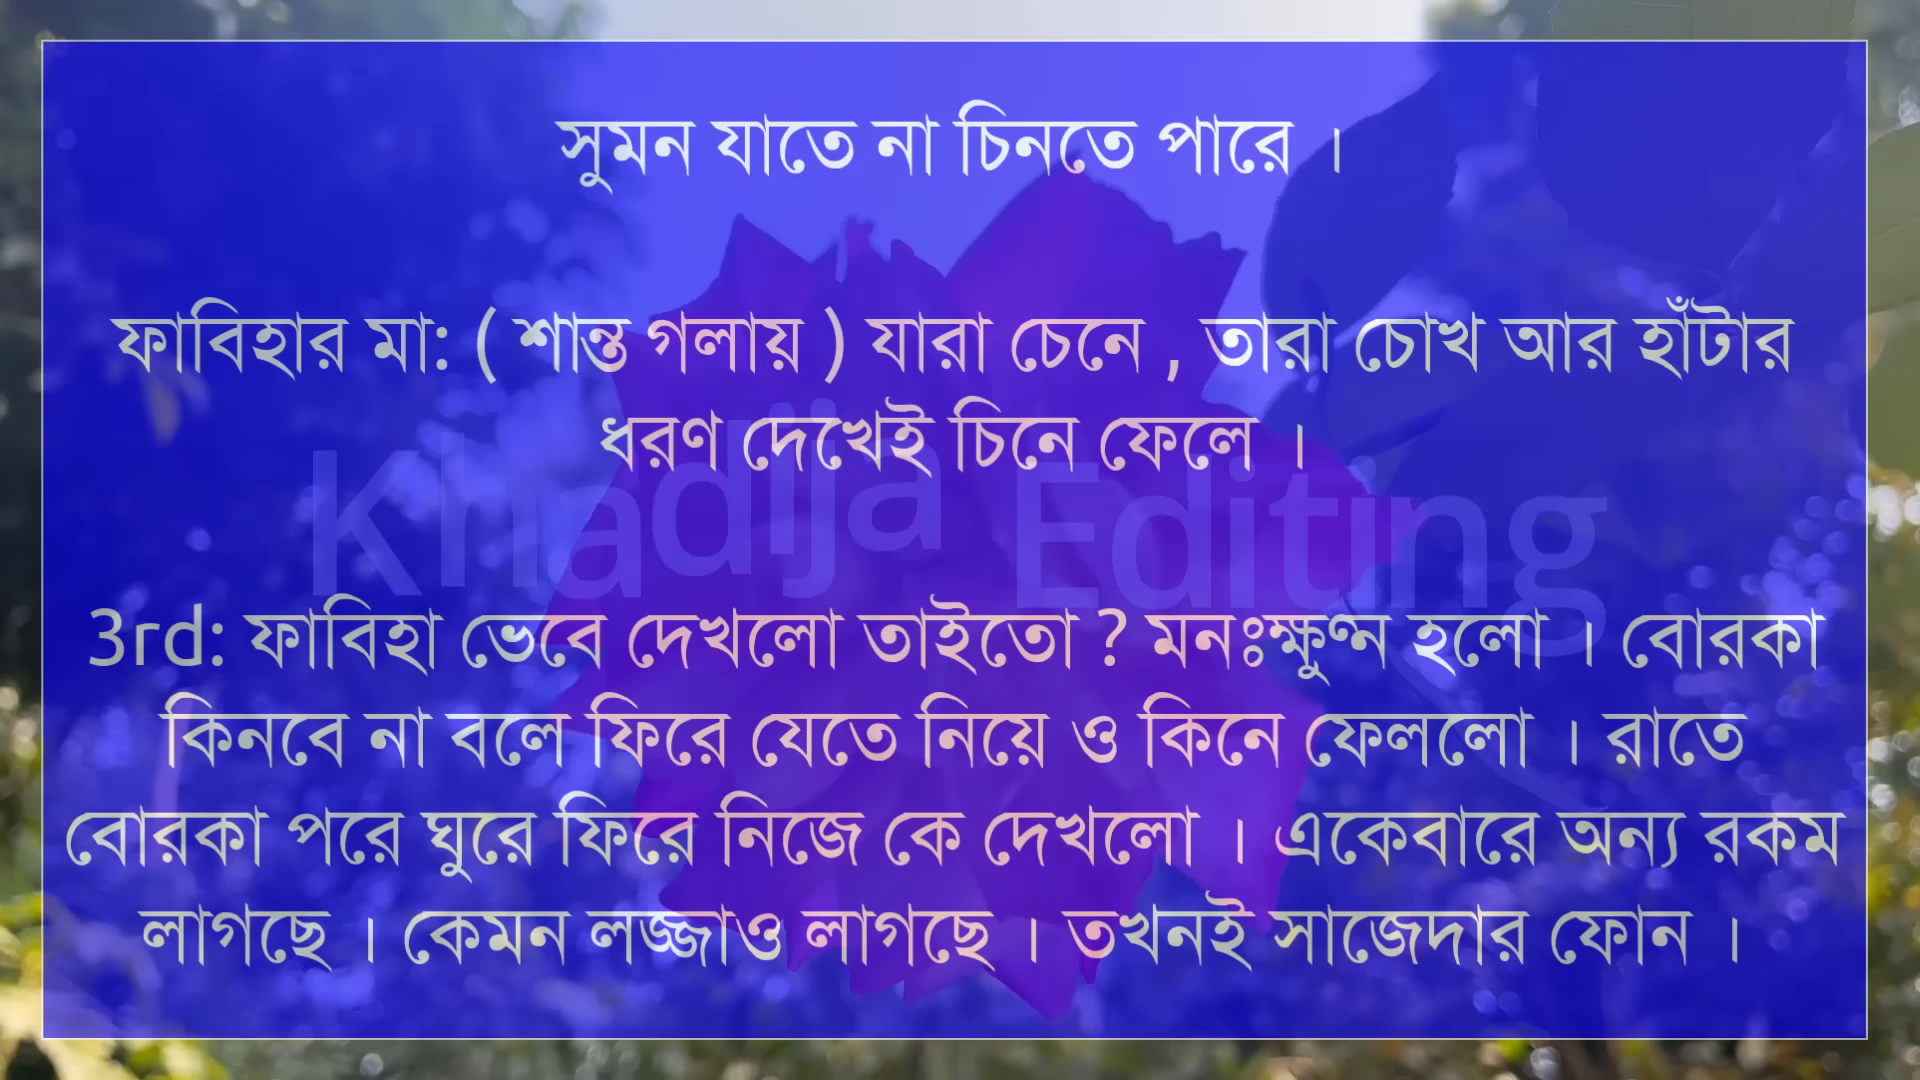 সুমন যাতে না চিনতে পারে ।
ফাবিহার মা: ( শান্ত গলায় ) যারা চেনে , তারা চোখ আর হাঁটার
ধরণ দেখেই চিনে ফেলে ।
Khadija Editing
3rd: ফাবিহা ভেবে দেখলো তাইতো ? মনঃক্ষুণ্ন হলো । বোরকা
কিনবে না বলে ফিরে যেতে নিয়ে ও কিনে ফেললো । রাতে
বোরকা পরে ঘুরে ফিরে নিজে কে দেখলো । একেবারে অন্য রকম
লাগছে । কেমন লজ্জাও লাগছে । তখনই সাজেদার ফোন ।